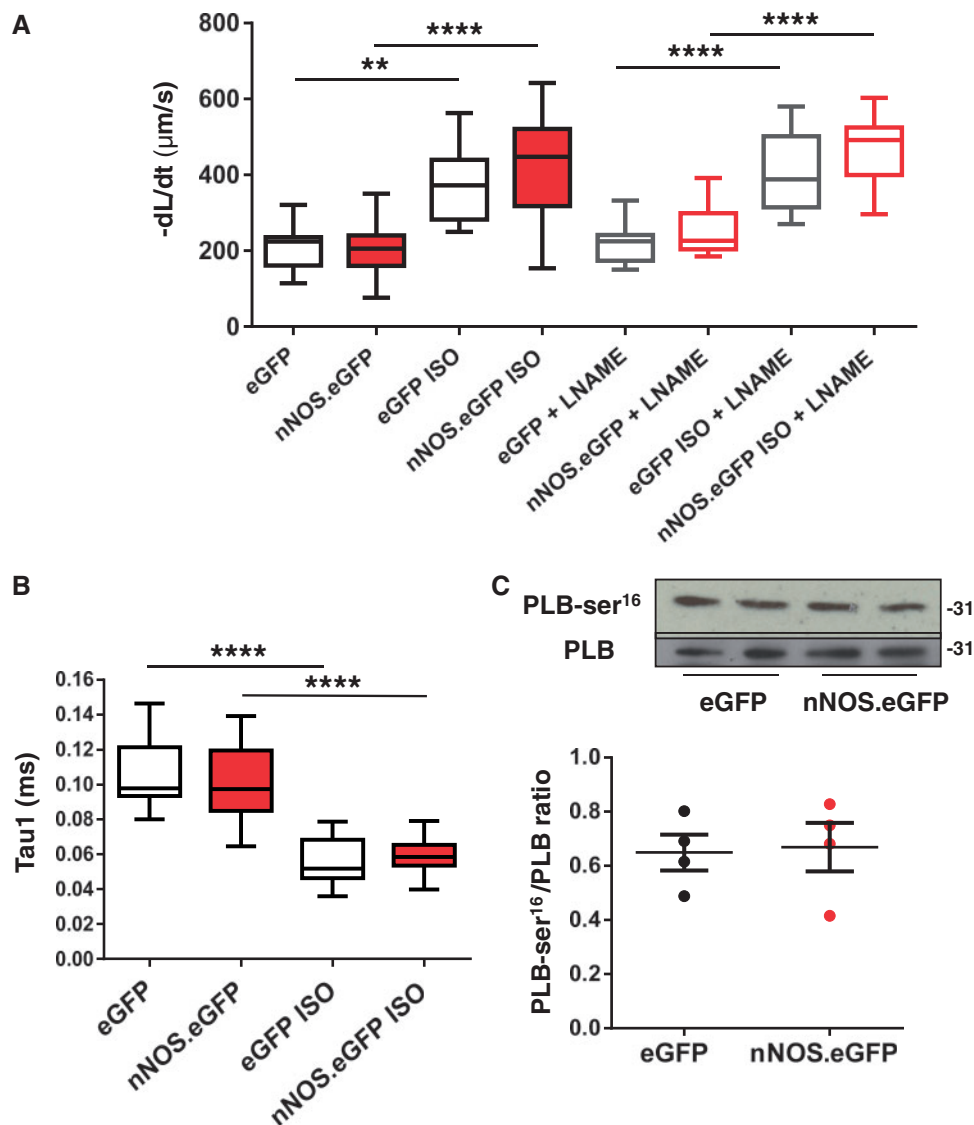 A
-dL/dt (μm/s)
800
600
400
200
0
**
****
****
****
eGFP
nNOS.eGFP
eGFP ISO
nNOS.eGFP ISO
eGFP + LNAME
nNOS.eGFP + LNAME
eGFP ISO + LNAME
nNOS.eGFP ISO + LNAME
B
Tau1 (ms)
0.16
0.14
0.12
0.10
0.08
0.06
0.04
0.02
0.00
****
****
eGFP
nNOS.eGFP
eGFP ISO
nNOS.eGFP ISO
C
PLB-ser¹⁶
-31
PLB
-31
eGFP
nNOS.eGFP
PLB-ser¹⁶/PLB ratio
1.0
0.8
0.6
0.4
0.2
0.0
eGFP
nNOS.eGFP